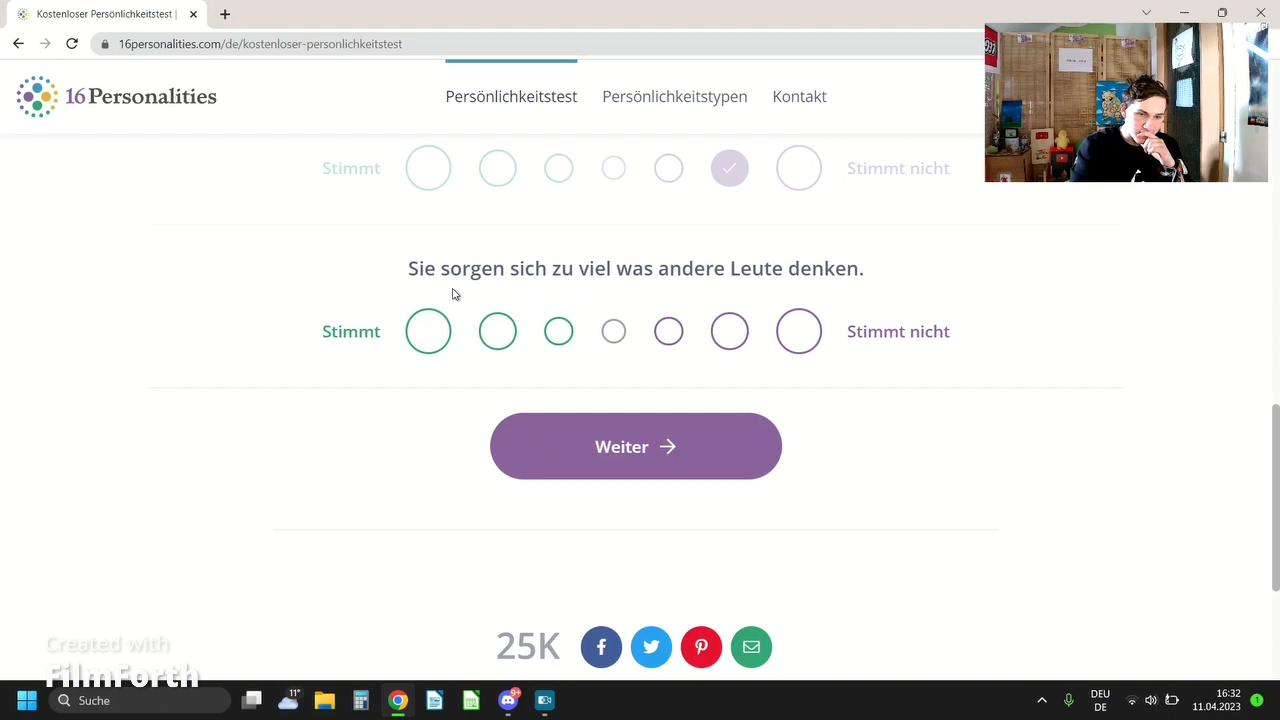 Kostenloser Persönlichkeitstest |
16personalities.com/de/kostenloser-personlichkeitstest
16Personalities
Persönlichkeitstest
Persönlichkeitstypen
Kontakt
Stimmt
Stimmt nicht
Sie sorgen sich zu viel was andere Leute denken.
Stimmt
Stimmt nicht
Weiter →
25K
Created with
FilmForth
Suche
11°
9+
DEU
DE
16:32
11.04.2023
1